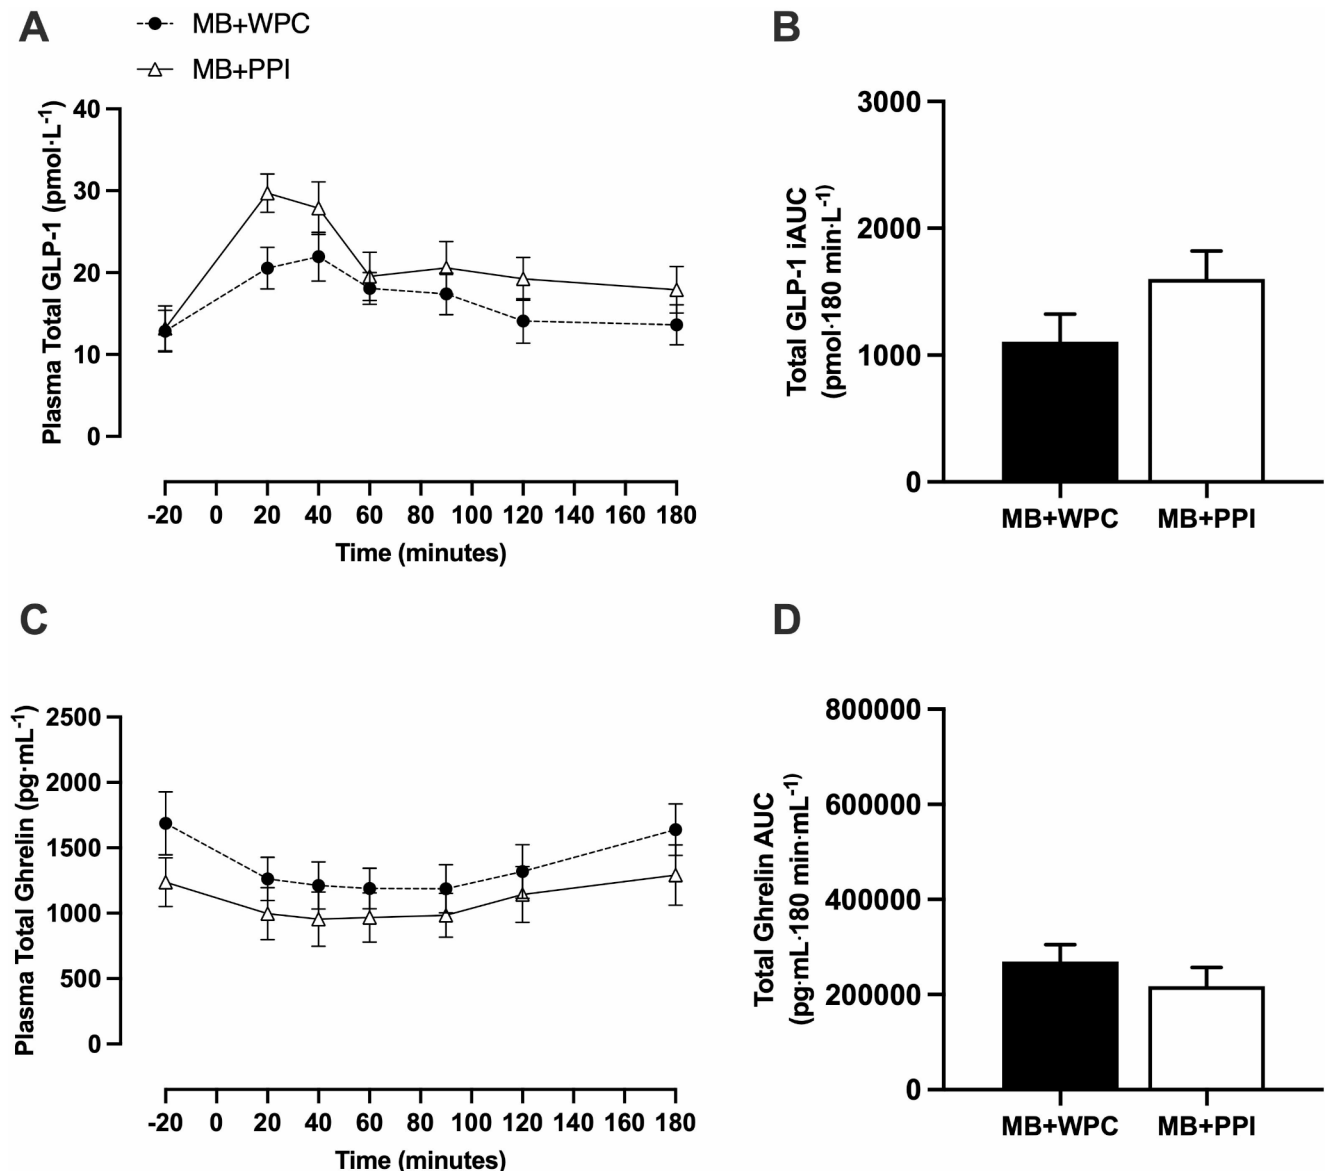 A
MB+WPC
MB+PPI
Plasma Total GLP-1 (pmol·L⁻¹)
40
30
20
10
0
-20 0 20 40 60 80 100 120 140 160 180
Time (minutes)
B
Total GLP-1 iAUC
(pmol·180 min·L⁻¹)
3000
2000
1000
0
MB+WPC MB+PPI
C
Plasma Total Ghrelin (pg·mL⁻¹)
2500
2000
1500
1000
500
0
-20 0 20 40 60 80 100 120 140 160 180
Time (minutes)
D
Total Ghrelin AUC
(pg·mL·180 min·mL⁻¹)
800000
600000
400000
200000
0
MB+WPC MB+PPI